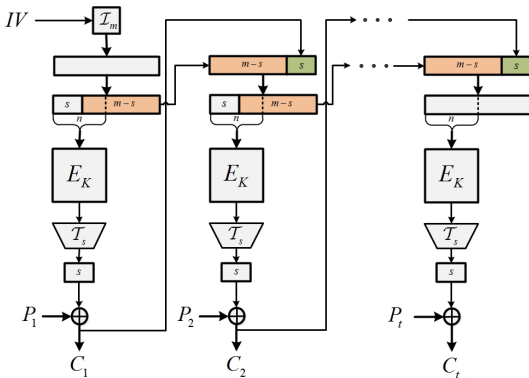 IV 𝓘ₘ
m−s s m−s s
s m−s s m−s
n n n
E_K E_K E_K
𝓣ₛ 𝓣ₛ 𝓣ₛ
s s s
P₁ P₂ Pₜ
C₁ C₂ Cₜ